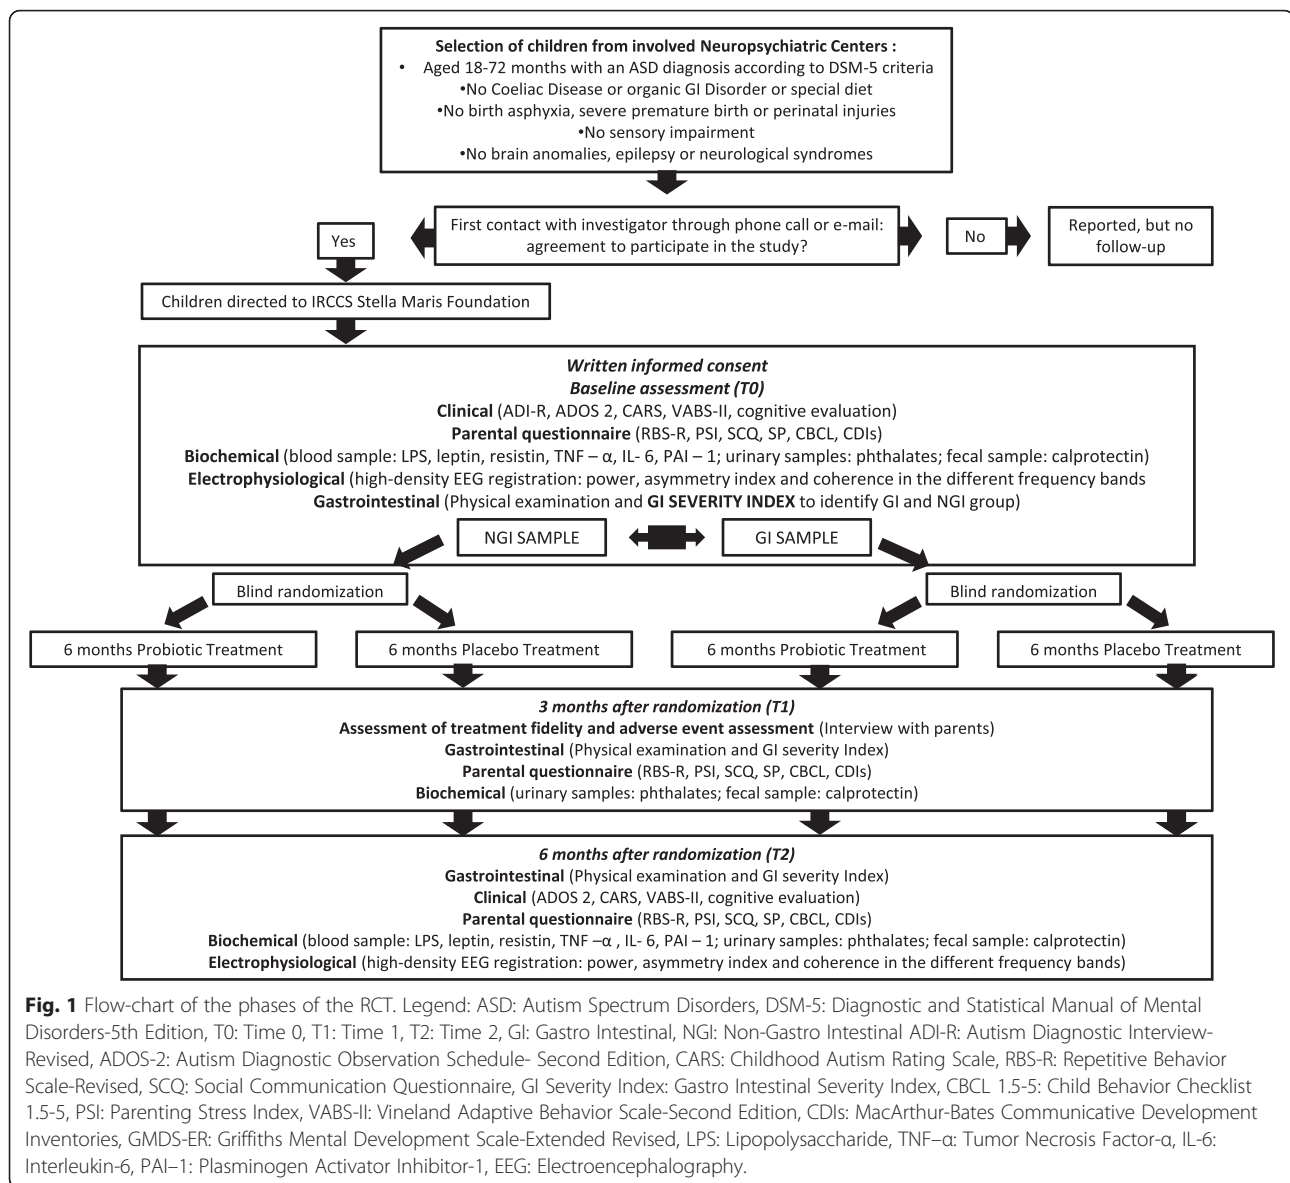 Selection of children from involved Neuropsychiatric Centers :
• Aged 18-72 months with an ASD diagnosis according to DSM-5 criteria
•No Coeliac Disease or organic GI Disorder or special diet
•No birth asphyxia, severe premature birth or perinatal injuries
•No sensory impairment
•No brain anomalies, epilepsy or neurological syndromes
Yes
First contact with investigator through phone call or e-mail:
agreement to participate in the study?
No
Reported, but no
follow-up
Children directed to IRCCS Stella Maris Foundation
Written informed consent
Baseline assessment (T0)
Clinical (ADI-R, ADOS 2, CARS, VABS-II, cognitive evaluation)
Parental questionnaire (RBS-R, PSI, SCQ, SP, CBCL, CDIs)
Biochemical (blood sample: LPS, leptin, resistin, TNF – α, IL- 6, PAI – 1; urinary samples: phthalates; fecal sample: calprotectin)
Electrophysiological (high-density EEG registration: power, asymmetry index and coherence in the different frequency bands
Gastrointestinal (Physical examination and GI SEVERITY INDEX to identify GI and NGI group)
NGI SAMPLE
GI SAMPLE
Blind randomization
Blind randomization
6 months Probiotic Treatment
6 months Placebo Treatment
6 months Probiotic Treatment
6 months Placebo Treatment
3 months after randomization (T1)
Assessment of treatment fidelity and adverse event assessment (Interview with parents)
Gastrointestinal (Physical examination and GI severity Index)
Parental questionnaire (RBS-R, PSI, SCQ, SP, CBCL, CDIs)
Biochemical (urinary samples: phthalates; fecal sample: calprotectin)
6 months after randomization (T2)
Gastrointestinal (Physical examination and GI severity Index)
Clinical (ADOS 2, CARS, VABS-II, cognitive evaluation)
Parental questionnaire (RBS-R, PSI, SCQ, SP, CBCL, CDIs)
Biochemical (blood sample: LPS, leptin, resistin, TNF –α , IL- 6, PAI – 1; urinary samples: phthalates; fecal sample: calprotectin)
Electrophysiological (high-density EEG registration: power, asymmetry index and coherence in the different frequency bands)
Fig. 1 Flow-chart of the phases of the RCT. Legend: ASD: Autism Spectrum Disorders, DSM-5: Diagnostic and Statistical Manual of Mental
Disorders-5th Edition, T0: Time 0, T1: Time 1, T2: Time 2, GI: Gastro Intestinal, NGI: Non-Gastro Intestinal ADI-R: Autism Diagnostic Interview-
Revised, ADOS-2: Autism Diagnostic Observation Schedule- Second Edition, CARS: Childhood Autism Rating Scale, RBS-R: Repetitive Behavior
Scale-Revised, SCQ: Social Communication Questionnaire, GI Severity Index: Gastro Intestinal Severity Index, CBCL 1.5-5: Child Behavior Checklist
1.5-5, PSI: Parenting Stress Index, VABS-II: Vineland Adaptive Behavior Scale-Second Edition, CDIs: MacArthur-Bates Communicative Development
Inventories, GMDS-ER: Griffiths Mental Development Scale-Extended Revised, LPS: Lipopolysaccharide, TNF–α: Tumor Necrosis Factor-α, IL-6:
Interleukin-6, PAI–1: Plasminogen Activator Inhibitor-1, EEG: Electroencephalography.